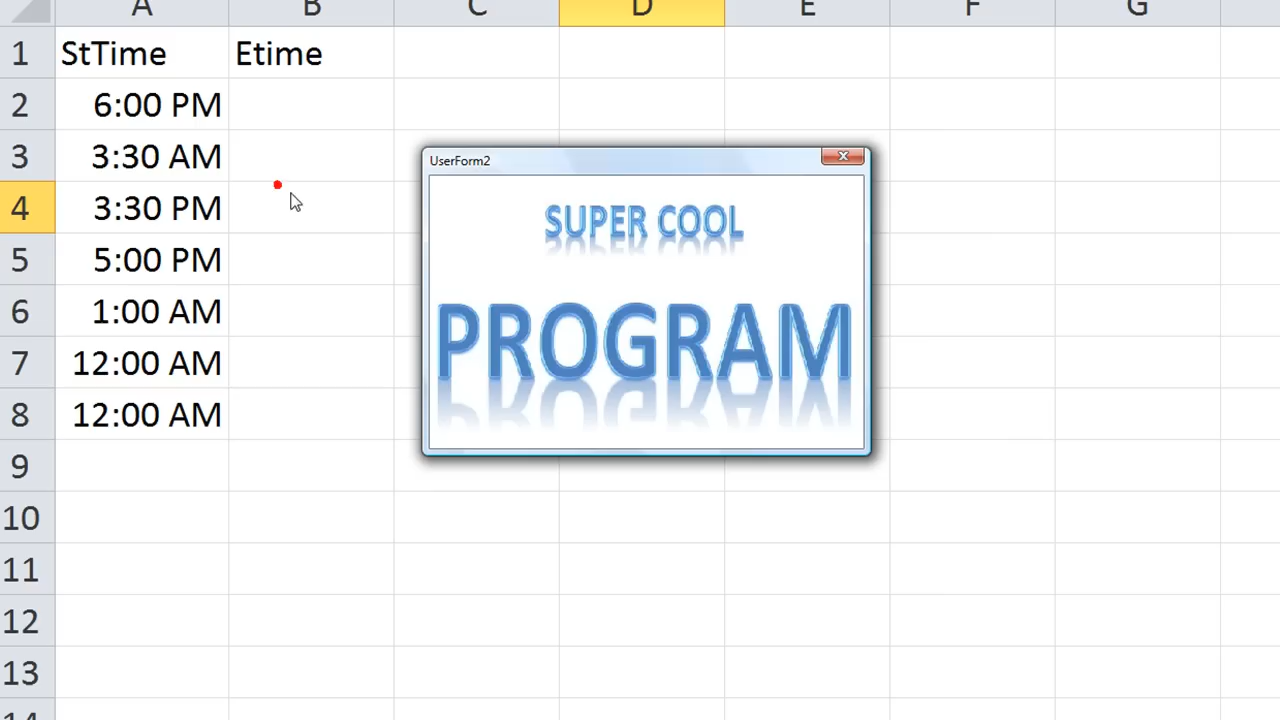 A B C D E F G
1 StTime Etime
2 6:00 PM
3 3:30 AM
4 3:30 PM
5 5:00 PM
6 1:00 AM
7 12:00 AM
8 12:00 AM
9
10
11
12
13
14
UserForm2
SUPER COOL
PROGRAM